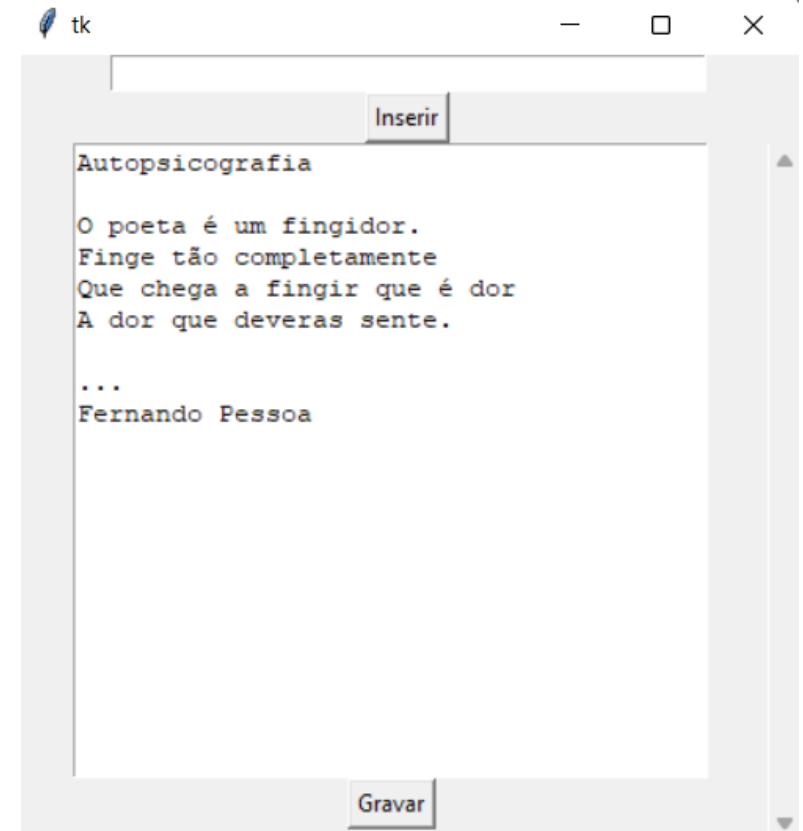 tk
Inserir
Autopsicografia
O poeta é um fingidor.
Finge tão completamente
Que chega a fingir que é dor
A dor que deveras sente.
...
Fernando Pessoa
Gravar